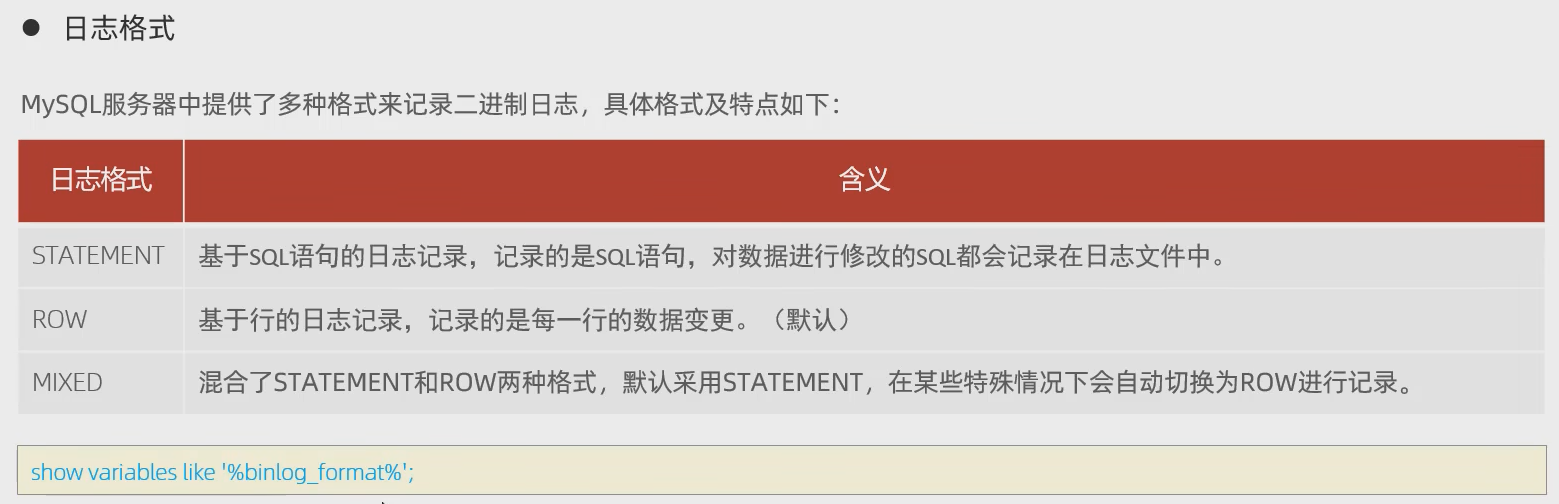 ● 日志格式
MySQL服务器中提供了多种格式来记录二进制日志，具体格式及特点如下：
日志格式 含义
STATEMENT 基于SQL语句的日志记录，记录的是SQL语句，对数据进行修改的SQL都会记录在日志文件中。
ROW 基于行的日志记录，记录的是每一行的数据变更。（默认）
MIXED 混合了STATEMENT和ROW两种格式，默认采用STATEMENT，在某些特殊情况下会自动切换为ROW进行记录。
show variables like '%binlog_format%';